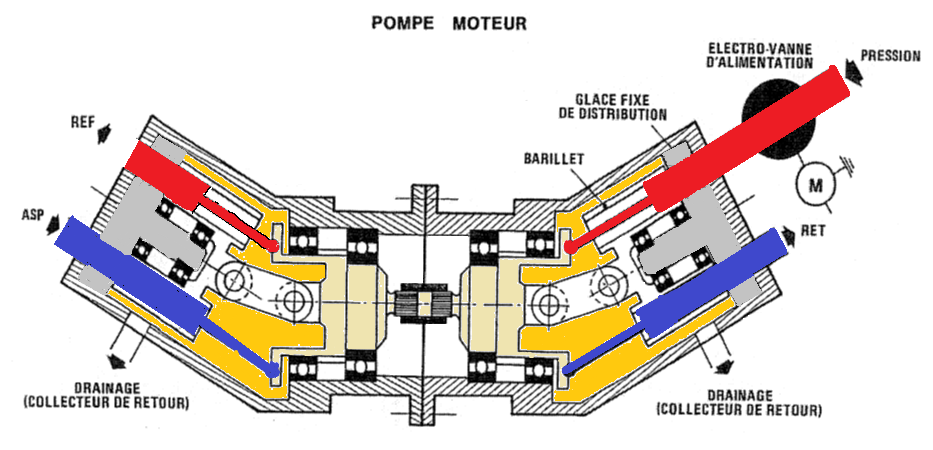 POMPE MOTEUR
ELECTRO-VANNE
D'ALIMENTATION
PRESSION
GLACE FIXE
DE DISTRIBUTION
REF
BARILLET
M
ASP
RET
DRAINAGE
(COLLECTEUR DE RETOUR)
DRAINAGE
(COLLECTEUR DE RETOUR)